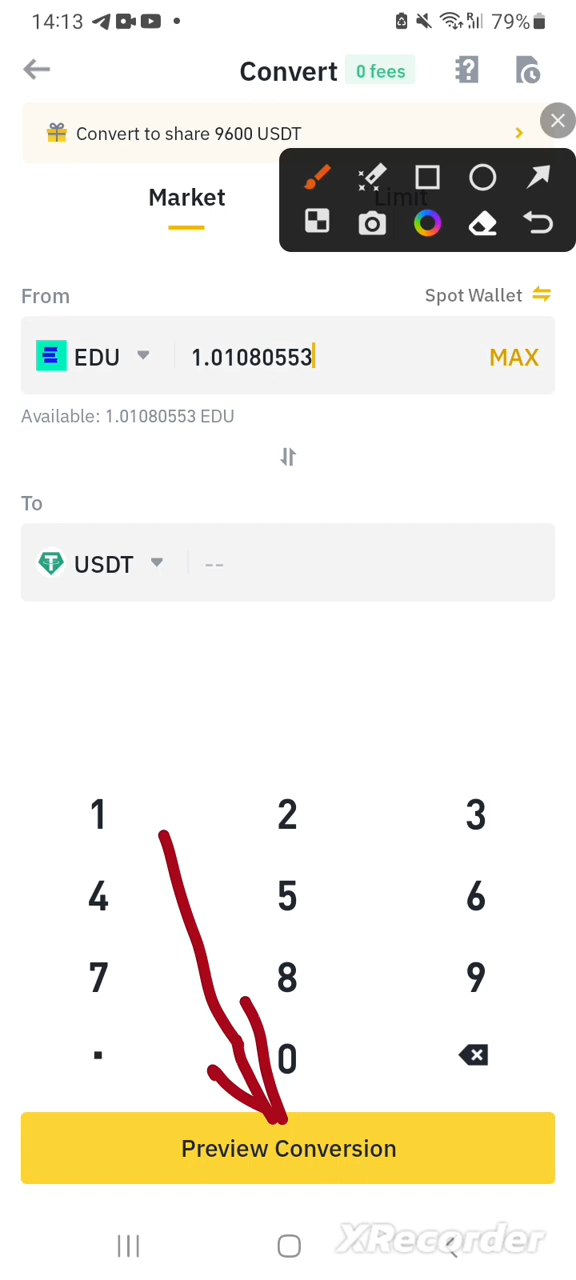 14:13 79%
Convert 0 fees
Convert to share 9600 USDT
Market Limit
From Spot Wallet
EDU 1.01080553 MAX
Available: 1.01080553 EDU
To
USDT --
1 2 3
4 5 6
7 8 9
. 0
Preview Conversion
XRecorder